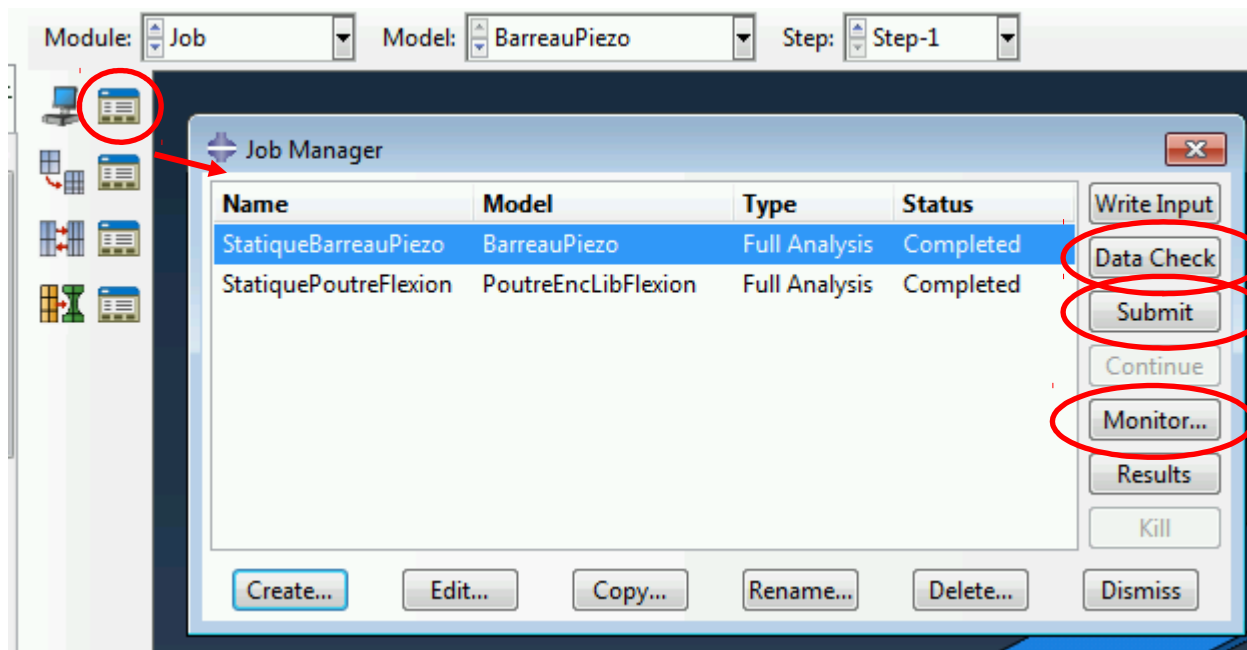 Module: Job Model: BarreauPiezo Step: Step-1
Job Manager
Name Model Type Status
StatiqueBarreauPiezo BarreauPiezo Full Analysis Completed
StatiquePoutreFlexion PoutreEncLibFlexion Full Analysis Completed
Write Input
Data Check
Submit
Continue
Monitor...
Results
Kill
Create... Edit... Copy... Rename... Delete... Dismiss